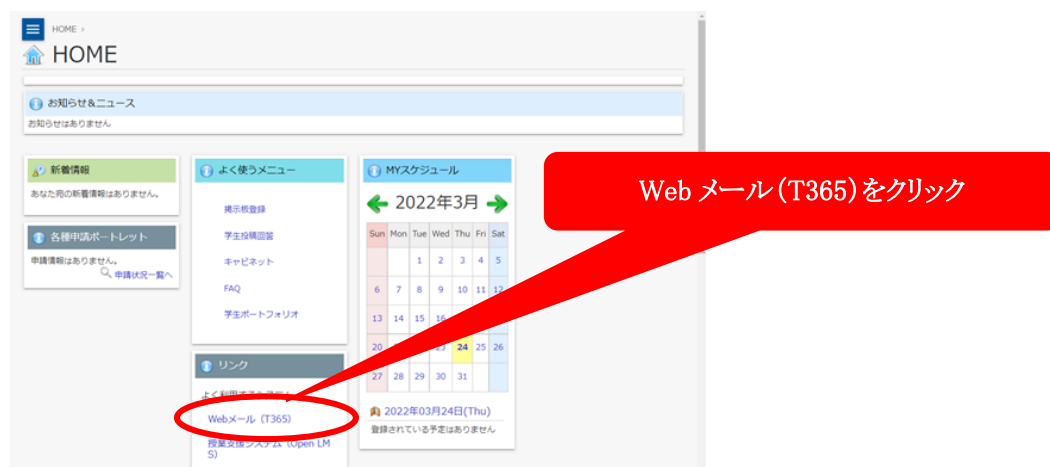 HOME >
HOME
お知らせ&ニュース
お知らせはありません
新着情報
あなた宛の新着情報はありません。
各種申請ポートレット
申請情報はありません。
申請状況一覧へ
よく使うメニュー
掲示板登録
学生投稿回答
キャビネット
FAQ
学生ポートフォリオ
リンク
Webメール（T365）
授業支援システム（Open LM
S)
MYスケジュール
2022年3月
Sun Mon Tue Wed Thu Fri Sat
1 2 3 4 5
6 7 8 9 10 11 12
13 14 15 16
20 23 24 25 26
27 28 29 30 31
2022年03月24日(Thu)
登録されている予定はありません
Web メール（T365）をクリック